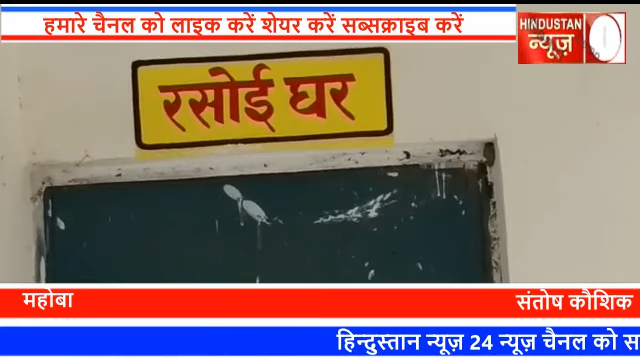 हमारे चैनल को लाइक करें शेयर करें सब्सक्राइब करें
HINDUSTAN
न्यूज़
रसोई घर
महोबा
संतोष कौशिक
हिन्दुस्तान न्यूज़ 24 न्यूज़ चैनल को